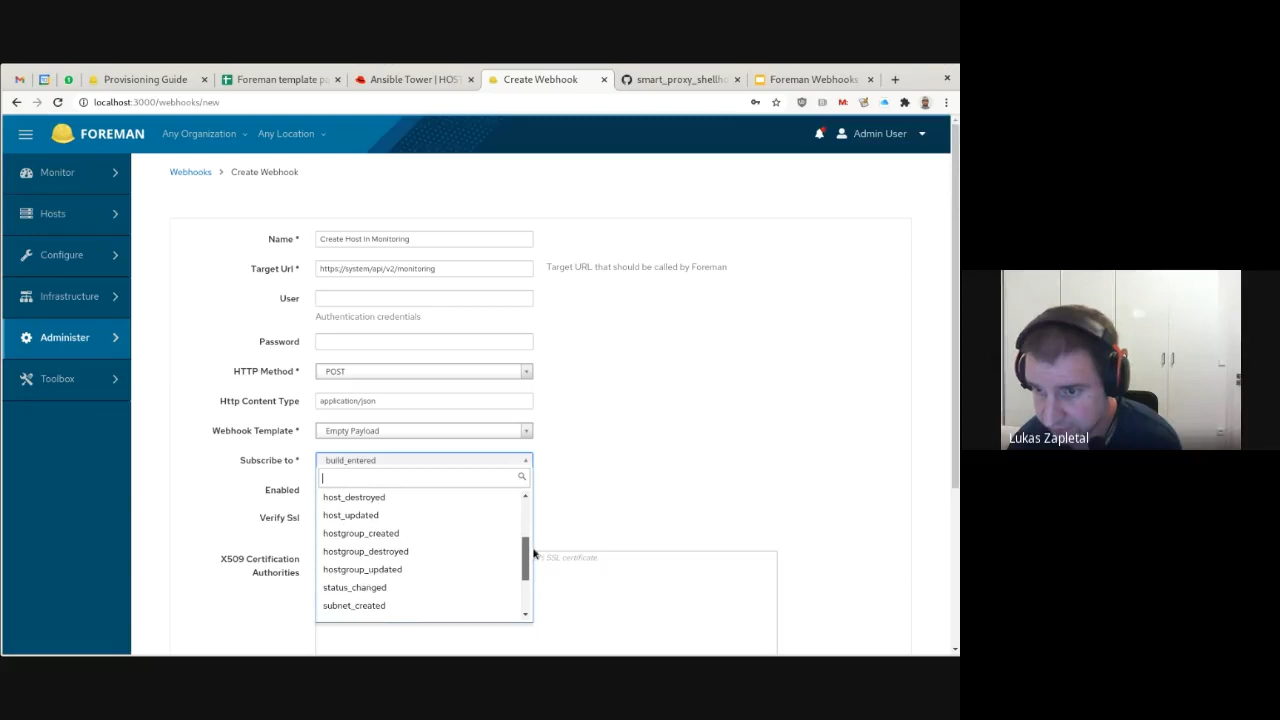 Provisioning Guide
Foreman template pa
Ansible Tower | HOS
Create Webhook
smart_proxy_shellh
Foreman Webhooks
localhost:3000/webhooks/new
FOREMAN
Any Organization
Any Location
Admin User
Monitor
Hosts
Configure
Infrastructure
Administer
Toolbox
Webhooks > Create Webhook
Name *
Create Host In Monitoring
Target Url *
https://system/api/v2/monitoring
Target URL that should be called by Foreman
User
Authentication credentials
Password
HTTP Method *
POST
Http Content Type
application/json
Webhook Template *
Empty Payload
Subscribe to *
build_entered
Enabled
host_destroyed
host_updated
Verify Ssl
hostgroup_created
hostgroup_destroyed
hostgroup_updated
status_changed
subnet_created
X509 Certification
Authorities
SSL certificate.
Lukas Zapletal